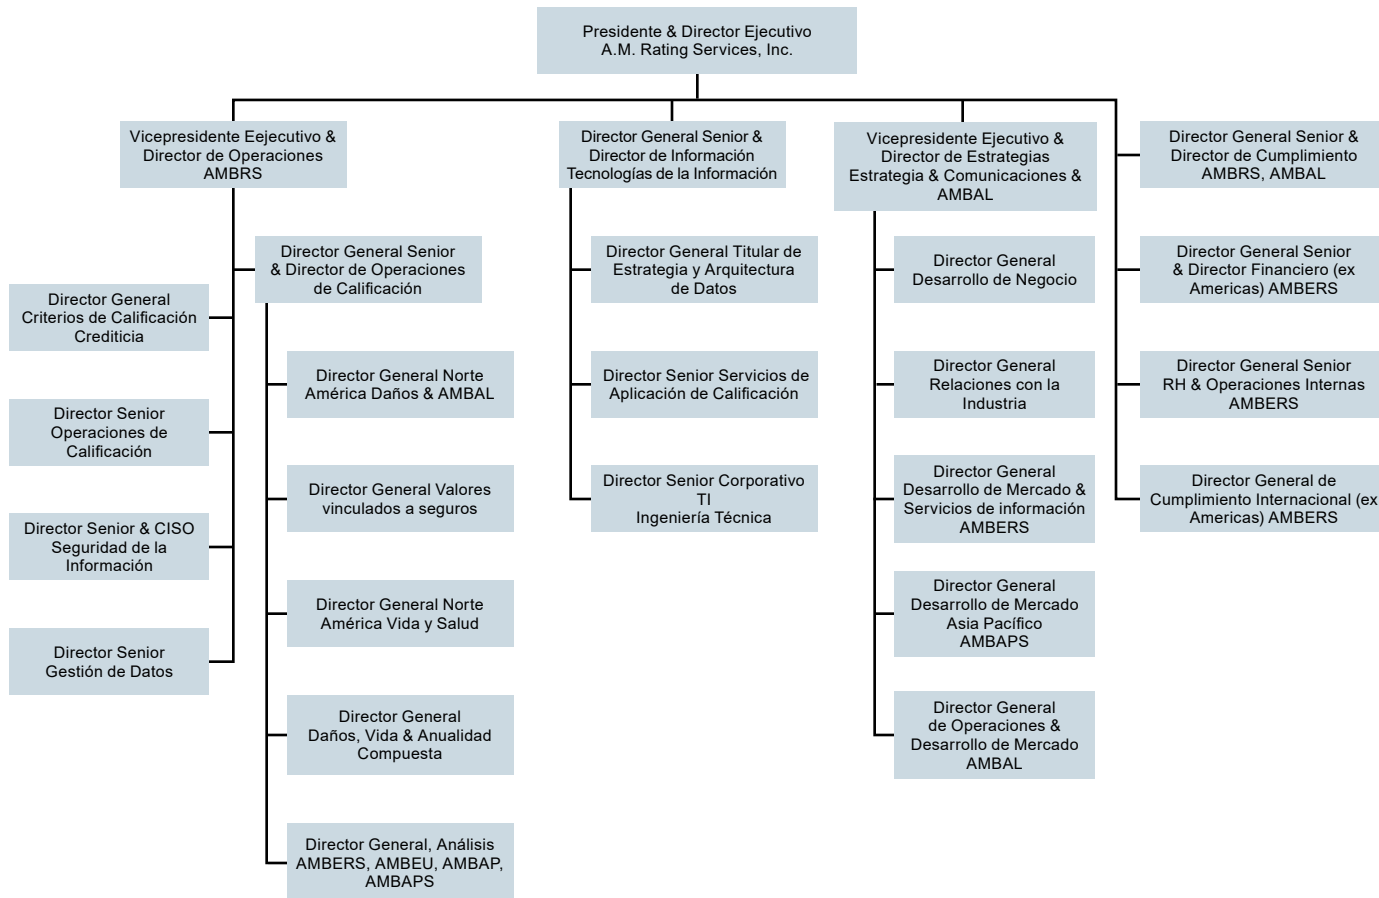 Presidente & Director Ejecutivo
A.M. Rating Services, Inc.
Vicepresidente Eejecutivo &
Director de Operaciones
AMBRS
Director General Senior &
Director de Información
Tecnologías de la Información
Vicepresidente Ejecutivo &
Director de Estrategias
Estrategia & Comunicaciones &
AMBAL
Director General Senior &
Director de Cumplimiento
AMBRS, AMBAL
Director General
Criterios de Calificación
Crediticia
Director Senior
Operaciones de
Calificación
Director Senior & CISO
Seguridad de la
Información
Director Senior
Gestión de Datos
Director General Senior
& Director de Operaciones
de Calificación
Director General Norte
América Daños & AMBAL
Director General Valores
vinculados a seguros
Director General Norte
América Vida y Salud
Director General
Daños, Vida & Anualidad
Compuesta
Director General, Análisis
AMBERS, AMBEU, AMBAP,
AMBAPS
Director General Titular de
Estrategia y Arquitectura
de Datos
Director Senior Servicios de
Aplicación de Calificación
Director Senior Corporativo
TI
Ingeniería Técnica
Director General
Desarrollo de Negocio
Director General
Relaciones con la
Industria
Director General
Desarrollo de Mercado &
Servicios de información
AMBERS
Director General
Desarrollo de Mercado
Asia Pacífico
AMBAPS
Director General
de Operaciones &
Desarrollo de Mercado
AMBAL
Director General Senior
& Director Financiero (ex
Americas) AMBERS
Director General Senior
RH & Operaciones Internas
AMBERS
Director General de
Cumplimiento Internacional (ex
Americas) AMBERS